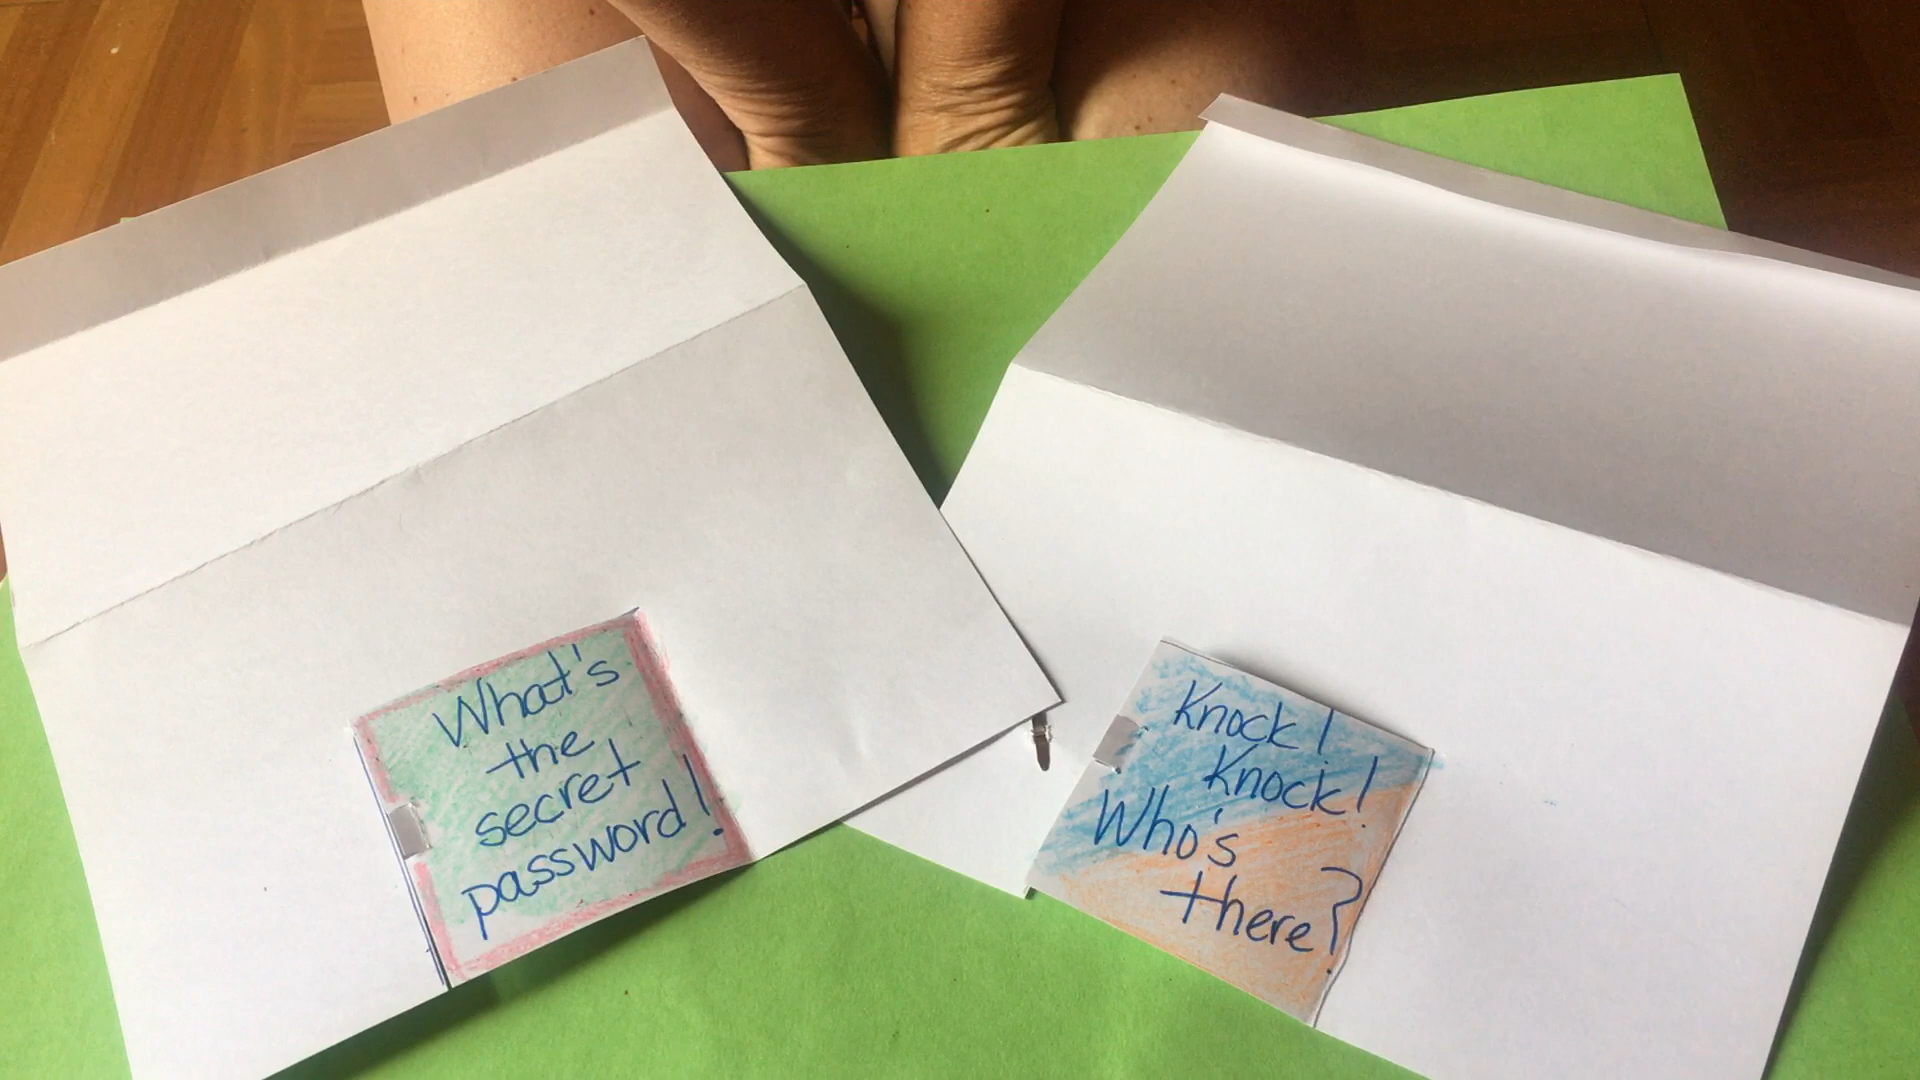 What's
the
secret
password!
Knock!
Knock!
Who's
there?